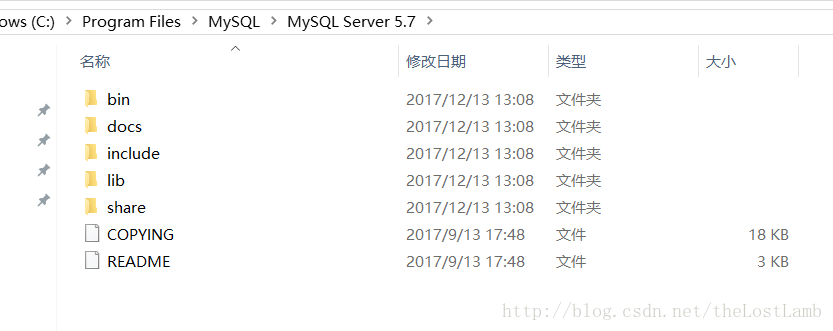 ows (C:) > Program Files > MySQL > MySQL Server 5.7 >
名称 修改日期 类型 大小
bin 2017/12/13 13:08 文件夹
docs 2017/12/13 13:08 文件夹
include 2017/12/13 13:08 文件夹
lib 2017/12/13 13:08 文件夹
share 2017/12/13 13:08 文件夹
COPYING 2017/9/13 17:48 文件 18 KB
README 2017/9/13 17:48 文件 3 KB
http://blog.csdn.net/theLostLamb